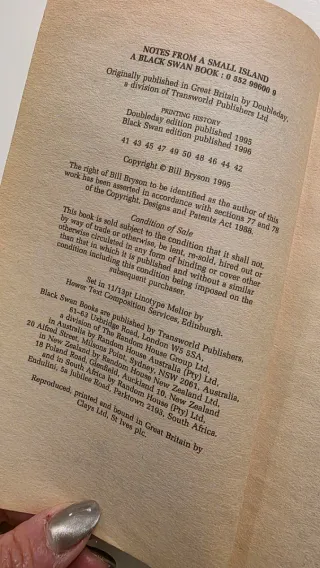 NOTES FROM A SMALL ISLAND
A BLACK SWAN BOOK : 0 552 99600 9
Originally published in Great Britain by Doubleday,
a division of Transworld Publishers Ltd
PRINTING HISTORY
Doubleday edition published 1995
Black Swan edition published 1996
41 43 45 47 49 50 48 46 44 42
Copyright © Bill Bryson 1995
The right of Bill Bryson to be identified as the author of this
work has been asserted in accordance with sections 77 and 78
of the Copyright, Designs and Patents Act 1988.
Condition of Sale
This book is sold subject to the condition that it shall not,
by way of trade or otherwise, be lent, re-sold, hired out or
otherwise circulated in any form of binding or cover other
than that in which it is published and without a similar
condition including this condition being imposed on the
subsequent purchaser.
Set in 11/13pt Linotype Melior by
Hewer Text Composition Services, Edinburgh.
Black Swan Books are published by Transworld Publishers,
61–63 Uxbridge Road, London W5 5SA,
a division of The Random House Group Ltd,
in Australia by Random House Australia (Pty) Ltd,
20 Alfred Street, Milsons Point, Sydney, NSW 2061, Australia,
in New Zealand by Random House New Zealand Ltd,
18 Poland Road, Glenfield, Auckland 10, New Zealand
and in South Africa by Random House (Pty) Ltd,
Endulini, 5a Jubilee Road, Parktown 2193, South Africa.
Reproduced, printed and bound in Great Britain by
Clays Ltd, St Ives plc.